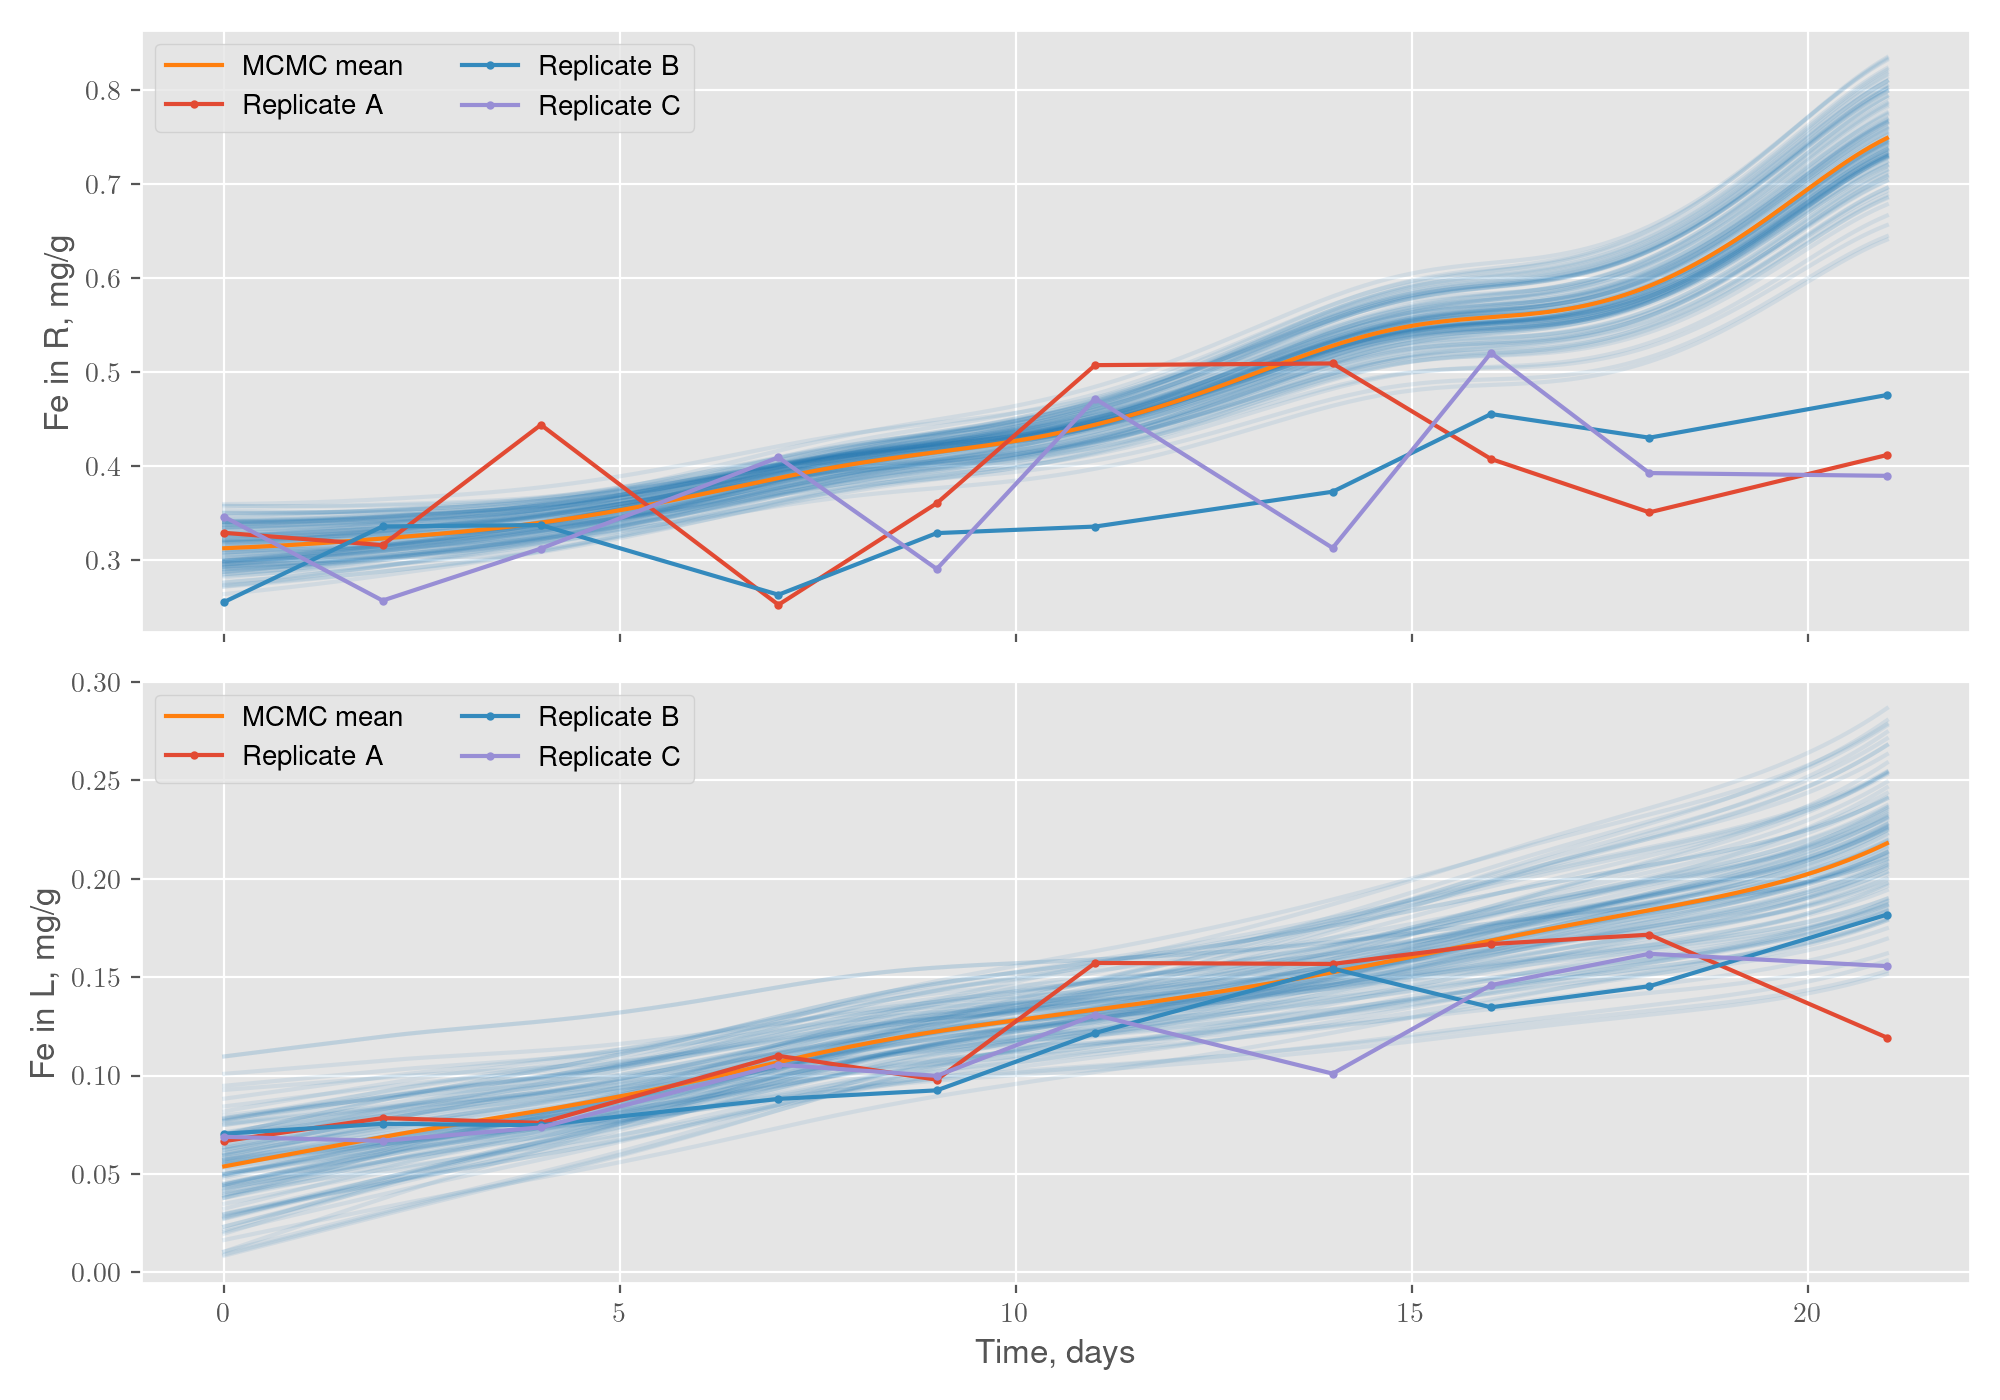 MCMC mean
Replicate A
Replicate B
Replicate C
0.8
0.7
0.6
0.5
0.4
0.3
Fe in R, mg/g
MCMC mean
Replicate A
Replicate B
Replicate C
0.30
0.25
0.20
0.15
0.10
0.05
0.00
Fe in L, mg/g
0
5
10
15
20
Time, days